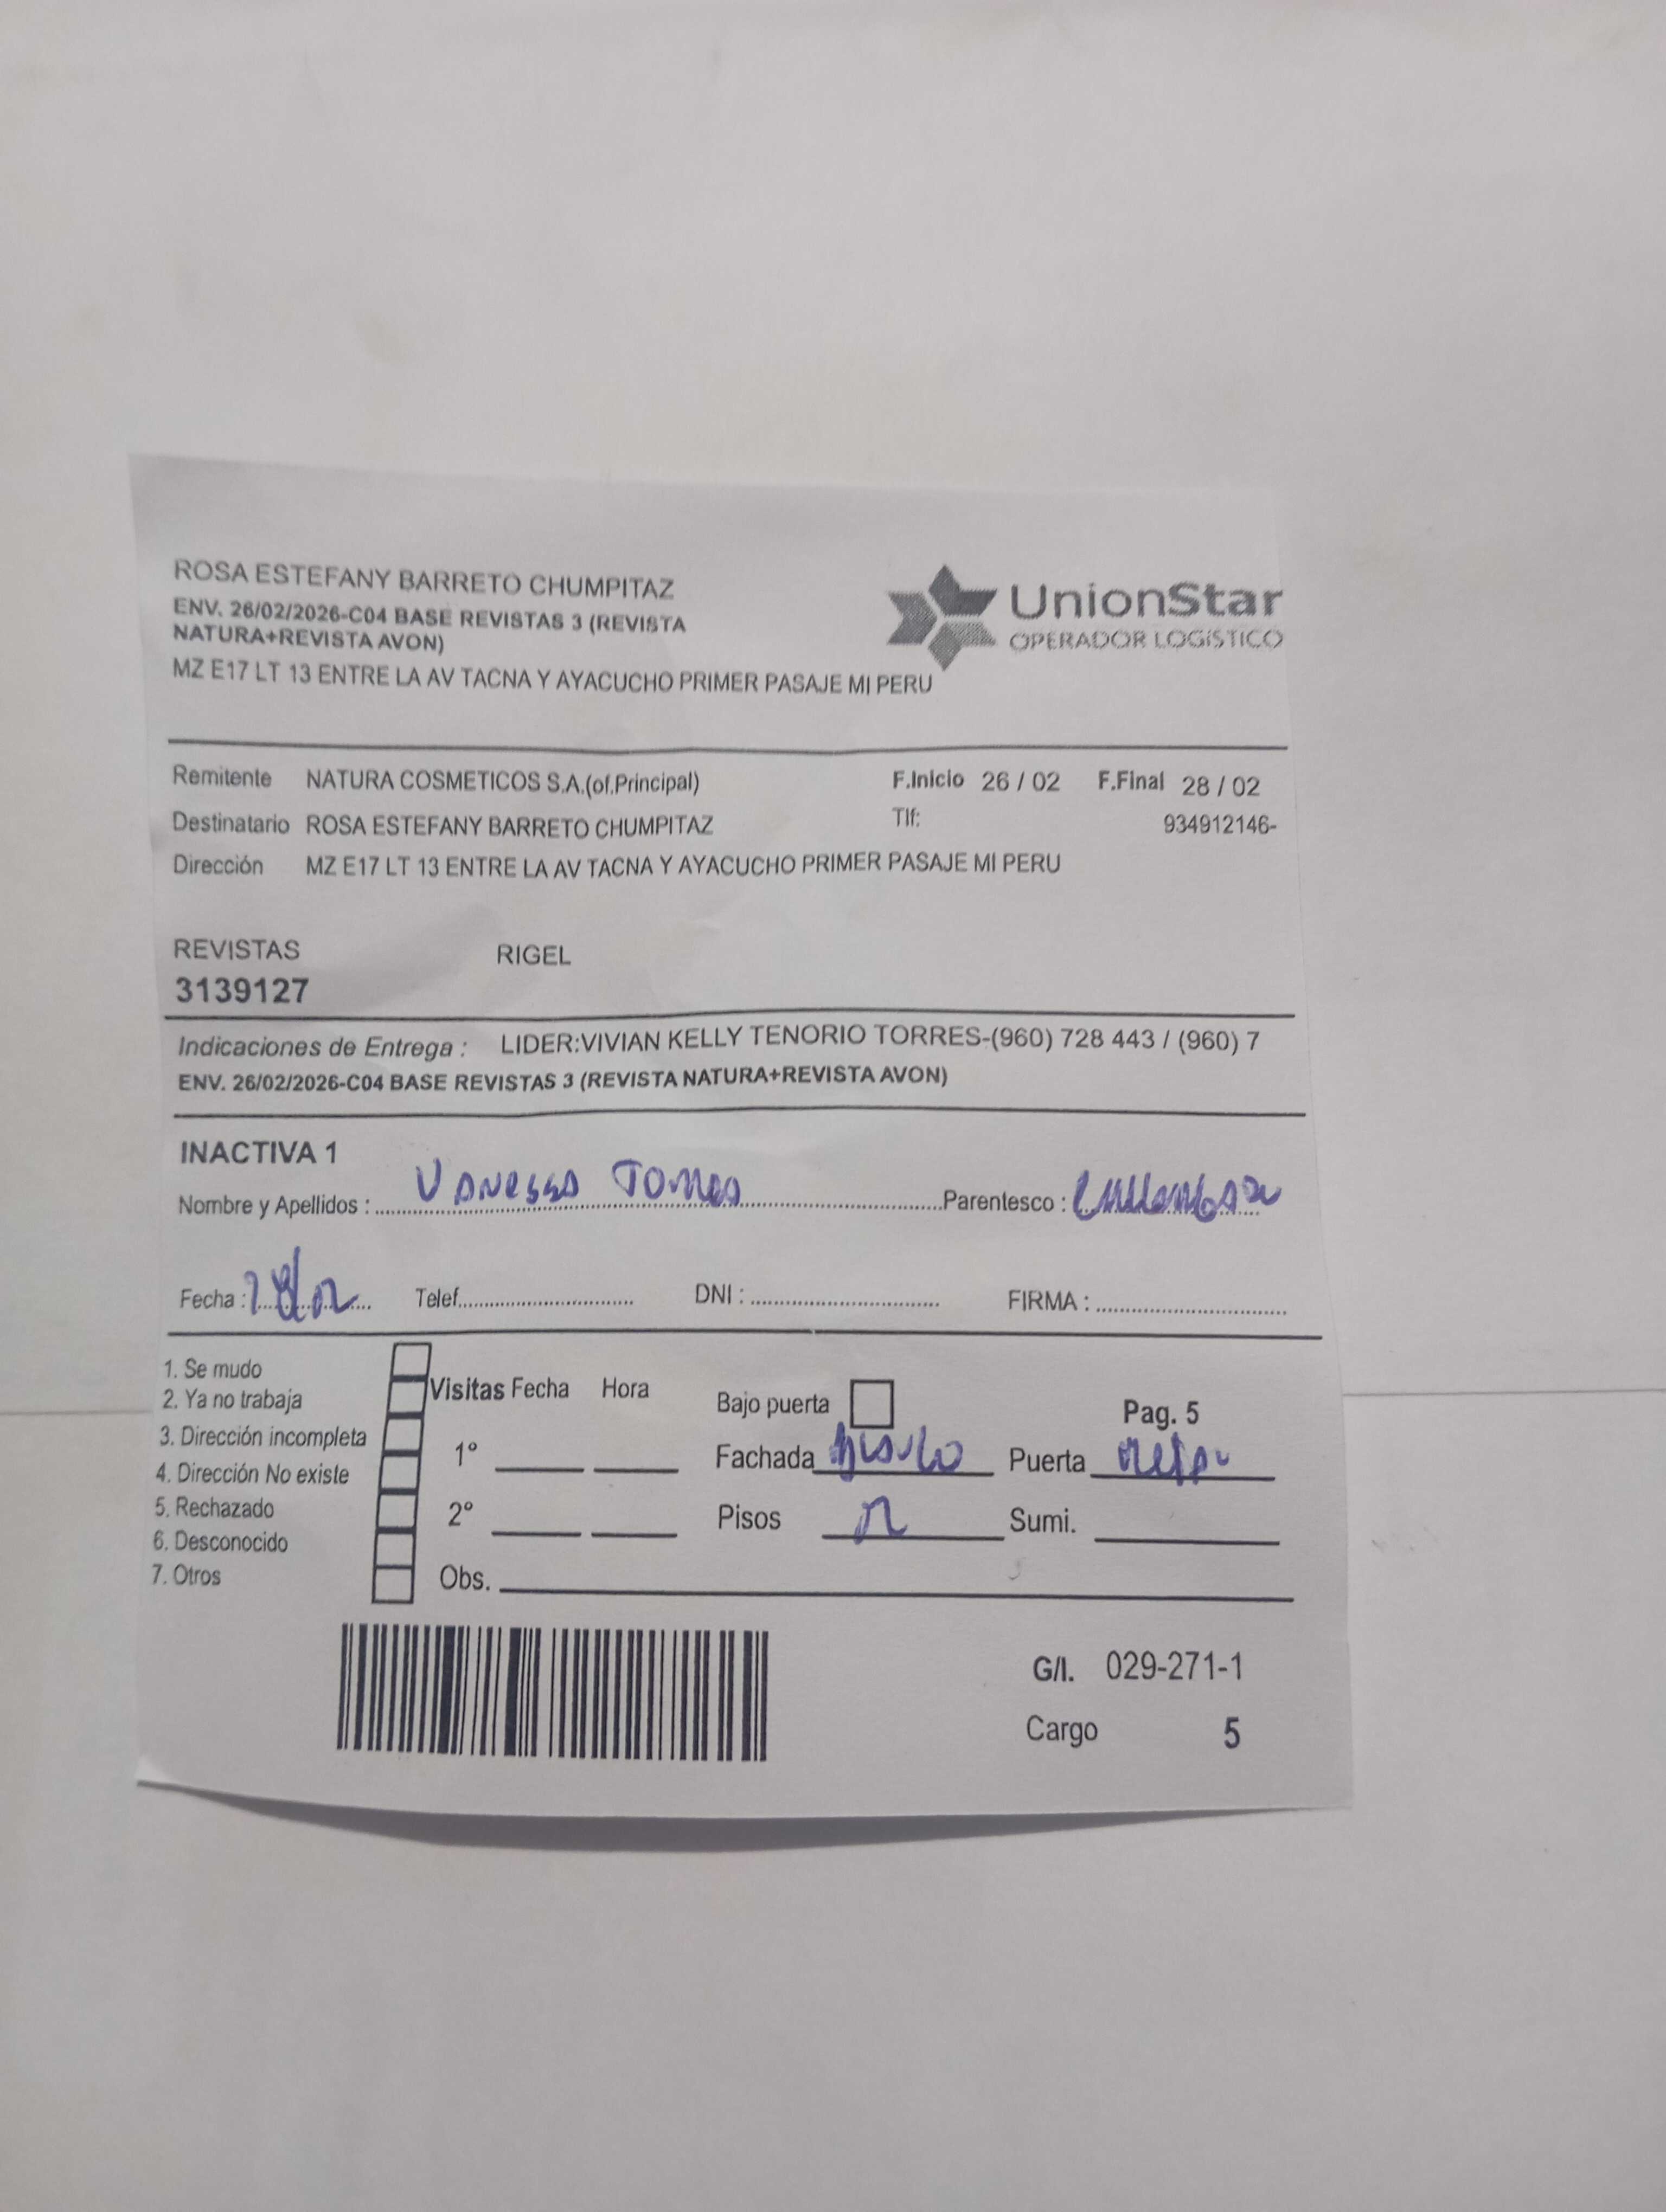 ROSA ESTEFANY BARRETO CHUMPITAZ
ENV. 26/02/2026-C04 BASE REVISTAS 3 (REVISTA
NATURA+REVISTA AVON)
MZ E17 LT 13 ENTRE LA AV TACNA Y AYACUCHO PRIMER PASAJE MI PERU
UnionStar
OPERADOR LOGÍSTICO
Remitente NATURA COSMETICOS S.A.(of.Principal) F.Inicio 26 / 02 F.Final 28 / 02
Destinatario ROSA ESTEFANY BARRETO CHUMPITAZ Tlf: 934912146-
Dirección MZ E17 LT 13 ENTRE LA AV TACNA Y AYACUCHO PRIMER PASAJE MI PERU
REVISTAS RIGEL
3139127
Indicaciones de Entrega : LIDER:VIVIAN KELLY TENORIO TORRES-(960) 728 443 / (960) 7
ENV. 26/02/2026-C04 BASE REVISTAS 3 (REVISTA NATURA+REVISTA AVON)
INACTIVA 1
Nombre y Apellidos : Vanessa Parentesco :
Fecha : Telef. DNI : FIRMA :
1. Se mudo
2. Ya no trabaja
3. Dirección incompleta
4. Dirección No existe
5. Rechazado
6. Desconocido
7. Otros
Visitas Fecha Hora
1°
2°
Obs.
Bajo puerta
Fachada
Pisos
Pag. 5
Puerta
Sumi.
G/I. 029-271-1
Cargo 5